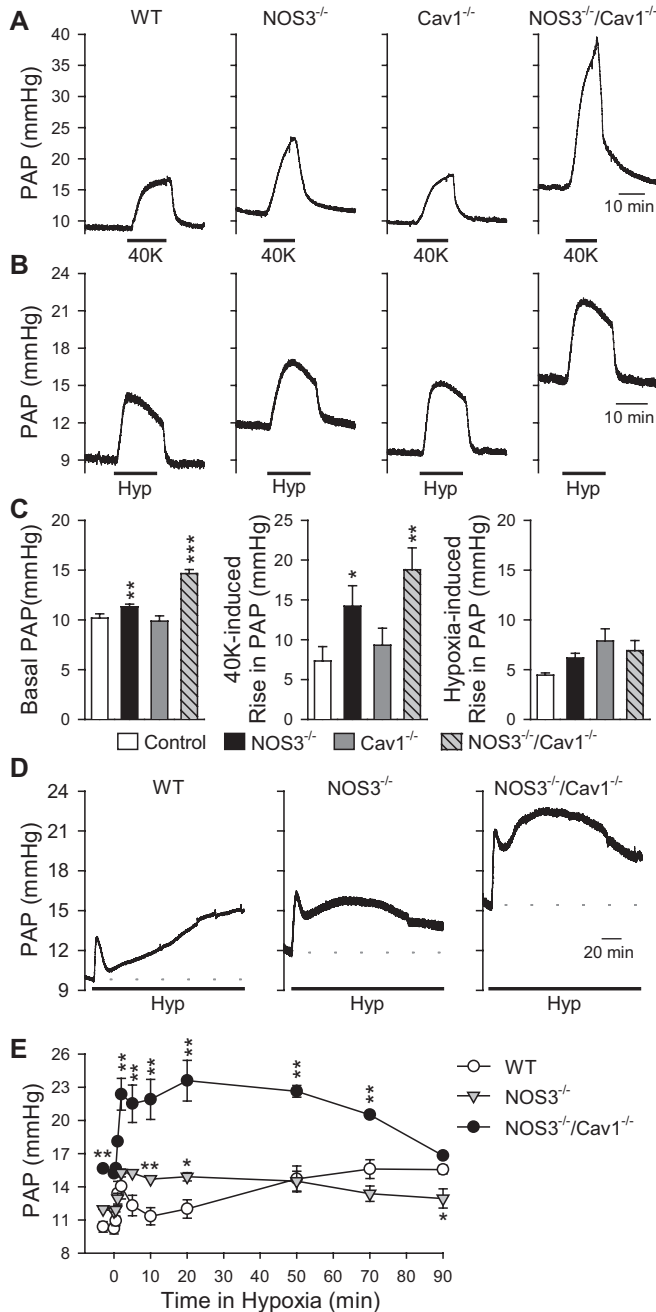 A
WT NOS3-/- Cav1-/- NOS3-/-/Cav1-/-
PAP (mmHg)
40
35
30
25
20
15
10
10 min
40K 40K 40K 40K
B
PAP (mmHg)
24
21
18
15
12
9
10 min
Hyp Hyp Hyp Hyp
C
Basal PAP(mmHg)
20
15
10
5
0
** ***
40K-induced
Rise in PAP (mmHg)
25
20
15
10
5
0
* **
Hypoxia-induced
Rise in PAP (mmHg)
20
15
10
5
0
Control NOS3-/- Cav1-/- NOS3-/-/Cav1-/-
D
WT NOS3-/- NOS3-/-/Cav1-/-
PAP (mmHg)
24
21
18
15
12
9
20 min
Hyp Hyp Hyp
E
PAP (mmHg)
26
23
20
17
14
11
8
** ** ** ** ** ** **
** * *
WT
NOS3-/-
NOS3-/-/Cav1-/-
0 10 20 30 40 50 60 70 80 90
Time in Hypoxia (min)